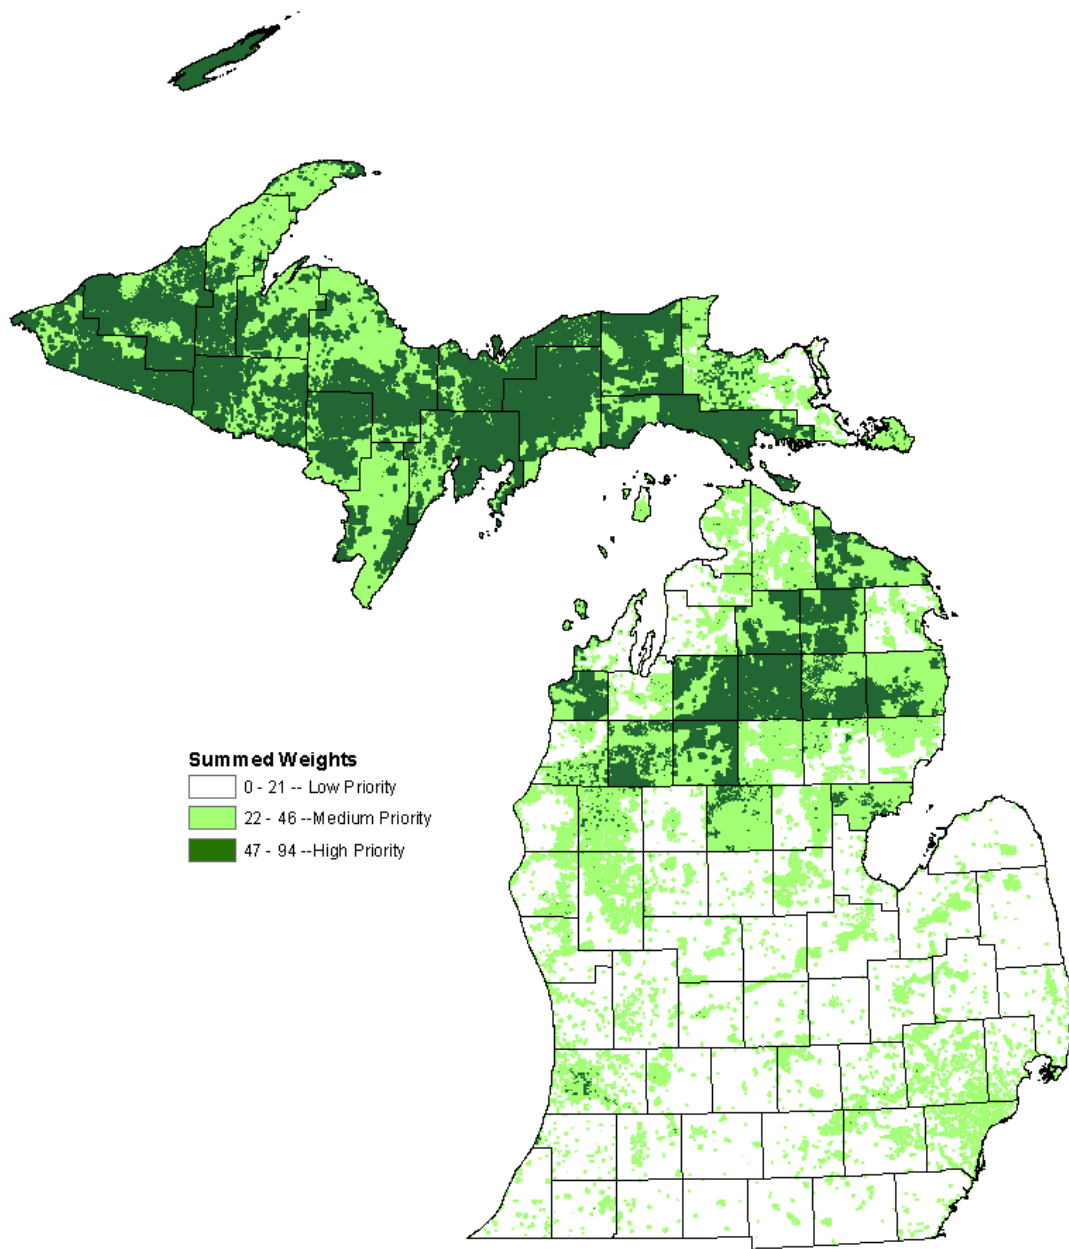 Summed Weights
0 - 21 -- Low Priority
22 - 46 --Medium Priority
47 - 94 --High Priority